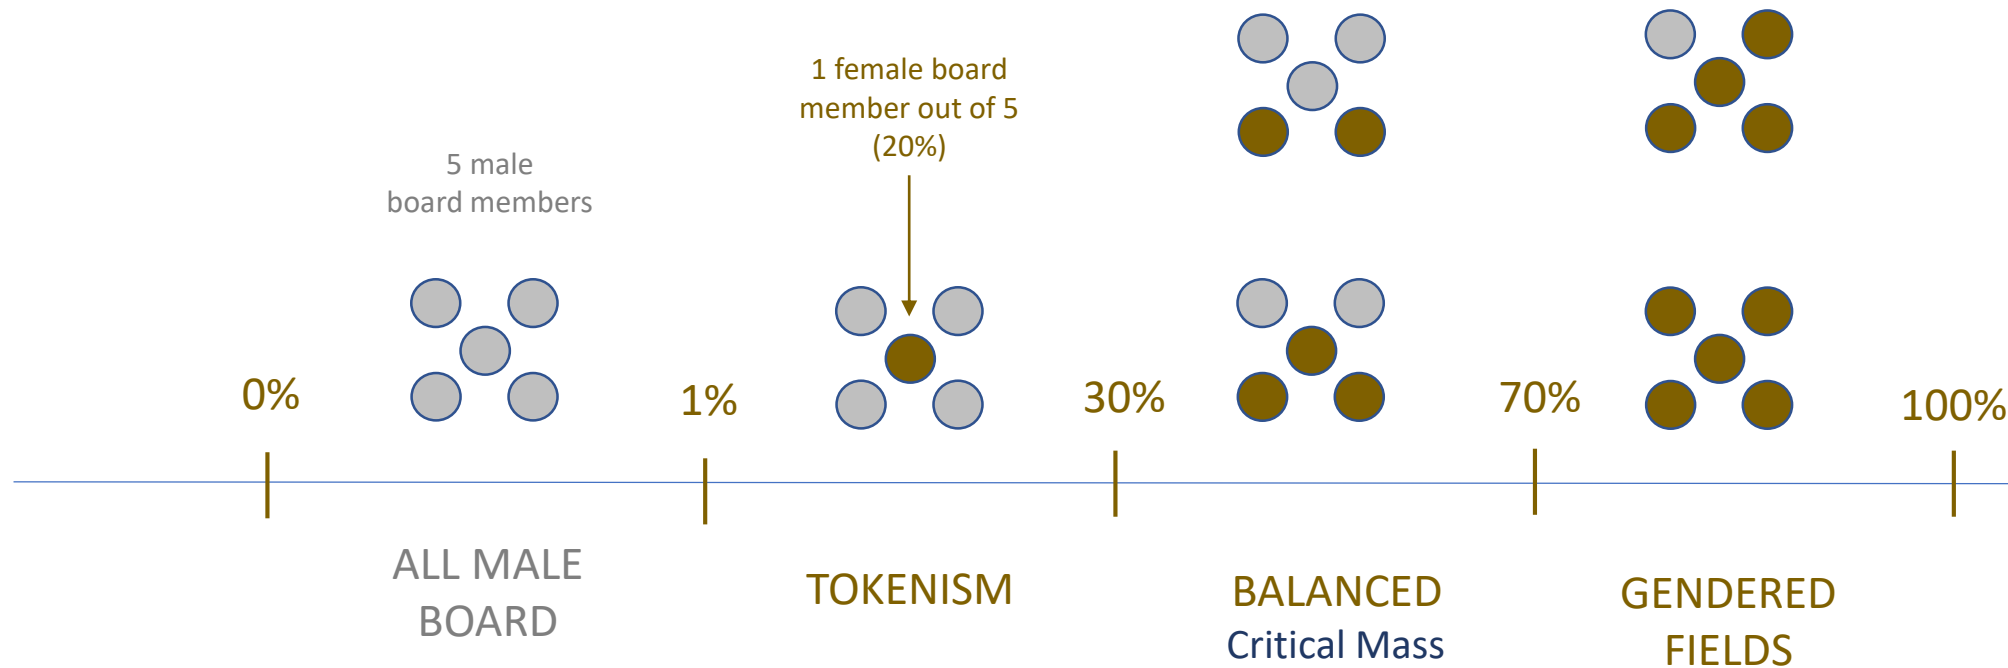 5 male
board members
1 female board
member out of 5
(20%)
0%
1%
30%
70%
100%
ALL MALE
BOARD
TOKENISM
BALANCED
Critical Mass
GENDERED
FIELDS